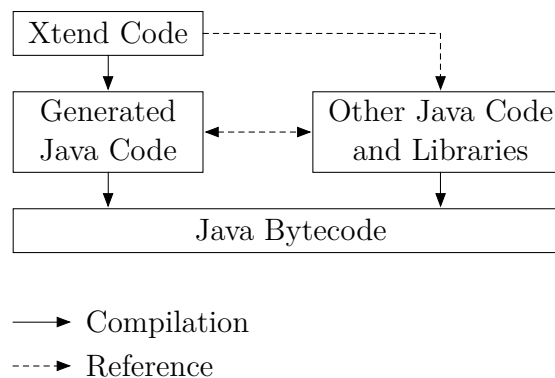 Xtend Code
Generated
Java Code
Other Java Code
and Libraries
Java Bytecode
Compilation
Reference